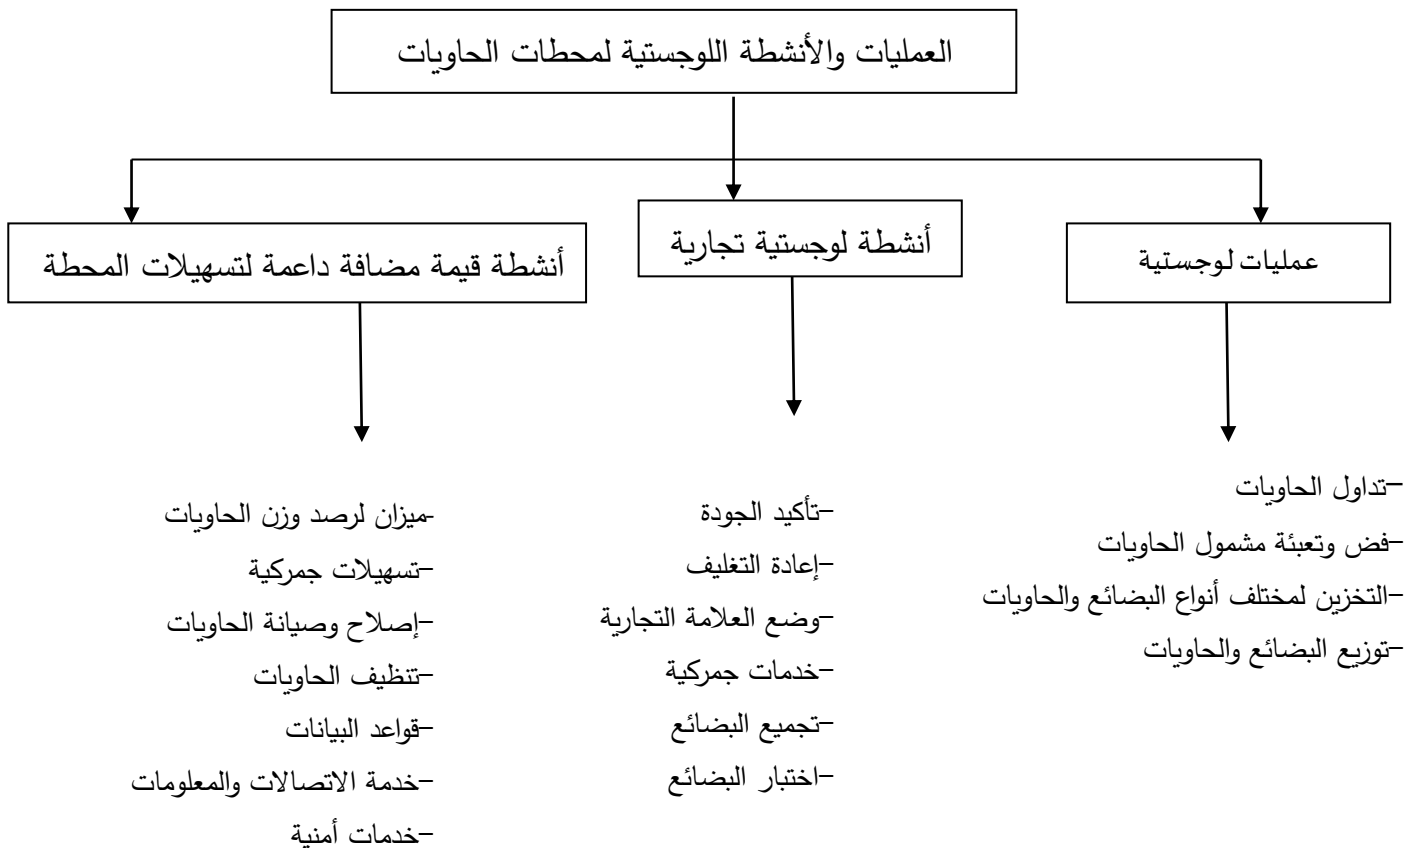 العمليات والأنشطة اللوجستية لمحطات الحاويات
عمليات لوجستية
أنشطة لوجستية تجارية
أنشطة قيمة مضافة داعمة لتسهيلات المحطة
–تداول الحاويات
–فض وتعبئة مشمول الحاويات
–التخزين لمختلف أنواع البضائع والحاويات
–توزيع البضائع والحاويات
–تأكيد الجودة
–إعادة التغليف
–وضع العلامة التجارية
–خدمات جمركية
–تجميع البضائع
–اختبار البضائع
-ميزان لرصد وزن الحاويات
–تسهيلات جمركية
–إصلاح وصيانة الحاويات
–تنظيف الحاويات
–قواعد البيانات
–خدمة الاتصالات والمعلومات
–خدمات أمنية